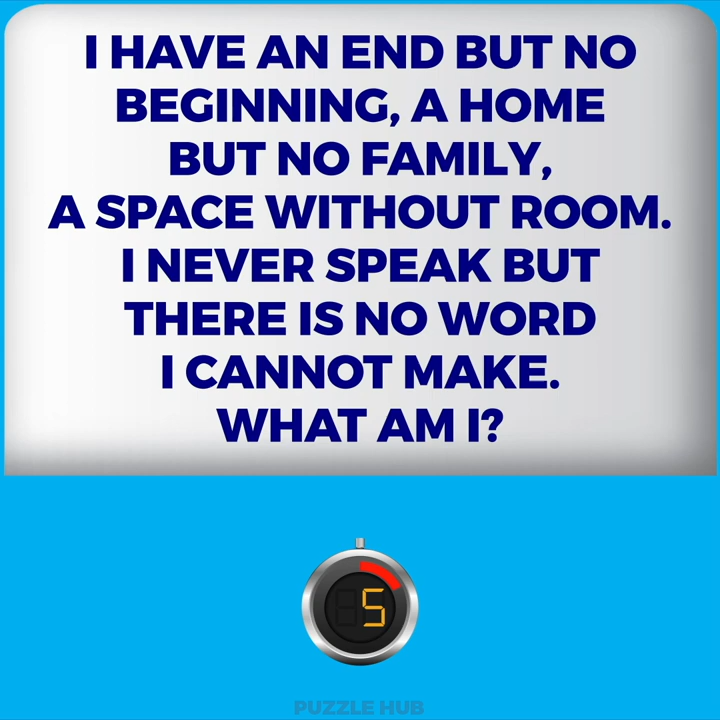 I HAVE AN END BUT NO
BEGINNING, A HOME
BUT NO FAMILY,
A SPACE WITHOUT ROOM.
I NEVER SPEAK BUT
THERE IS NO WORD
I CANNOT MAKE.
WHAT AM I?
5
PUZZLE HUB